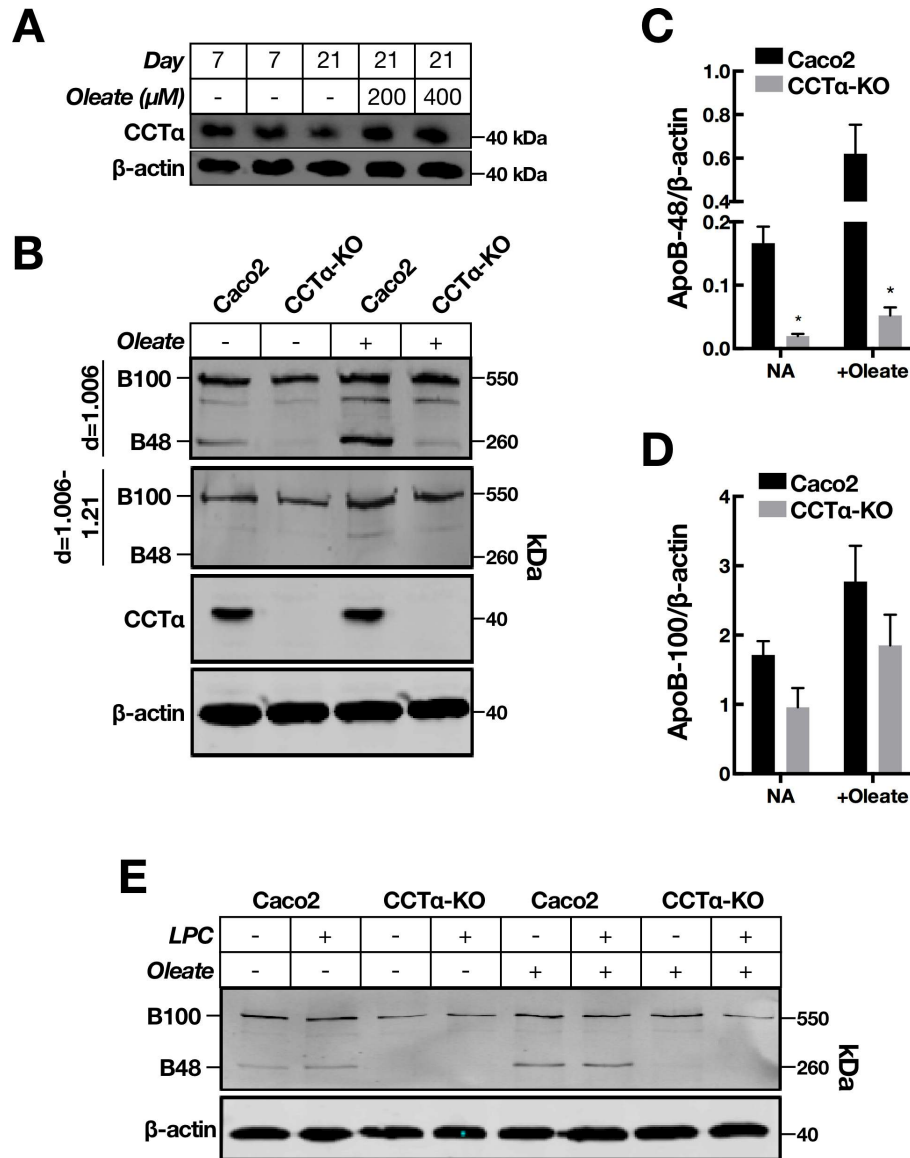 A
Day 7 7 21 21 21
Oleate (µM) - - - 200 400
CCTα 40 kDa
β-actin 40 kDa
B
Caco2 CCTα-KO Caco2 CCTα-KO
Oleate - - + +
d=1.006
B100 550
B48 260
d=1.006-
1.21
B100 550
B48 260
kDa
CCTα 40
β-actin 40
C
Caco2
CCTα-KO
ApoB-48/β-actin
1.0
0.8
0.6
0.4
0.2
0.1
0.0
* *
NA +Oleate
D
Caco2
CCTα-KO
ApoB-100/β-actin
4
3
2
1
0
NA +Oleate
E
Caco2 CCTα-KO Caco2 CCTα-KO
LPC - + - + - + - +
Oleate - - - - + + + +
B100 550
B48 260
kDa
β-actin 40